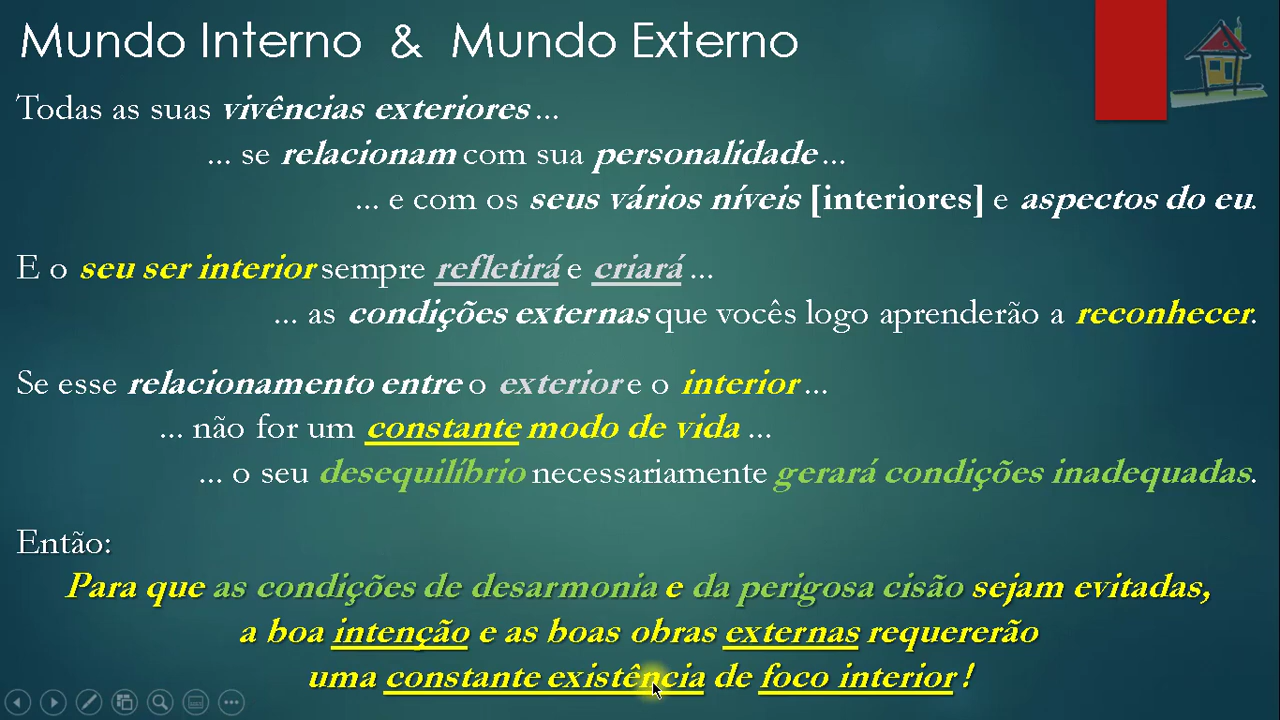 Mundo Interno & Mundo Externo
Todas as suas vivências exteriores ...
... se relacionam com sua personalidade ...
... e com os seus vários níveis [interiores] e aspectos do eu.
E o seu ser interior sempre refletirá e criará ...
... as condições externas que vocês logo aprenderão a reconhecer.
Se esse relacionamento entre o exterior e o interior ...
... não for um constante modo de vida ...
... o seu desequilíbrio necessariamente gerará condições inadequadas.
Então:
Para que as condições de desarmonia e da perigosa cisão sejam evitadas,
a boa intenção e as boas obras externas requererão
uma constante existência de foco interior !